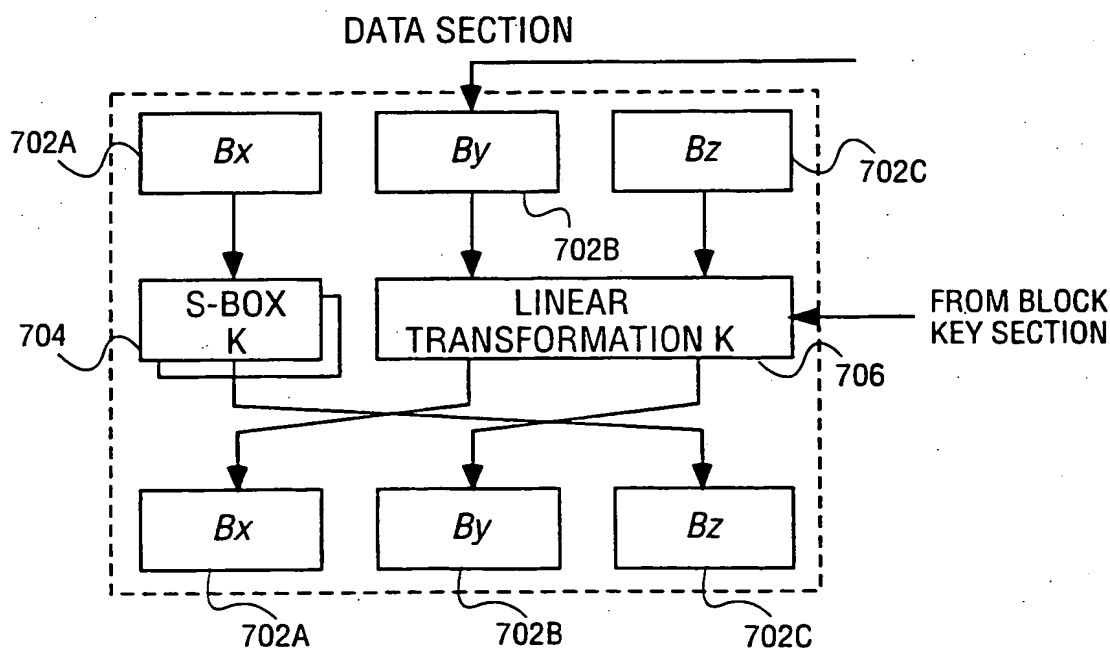 DATA SECTION
702A
Bx
By
Bz
702C
702B
S-BOX
K
LINEAR
TRANSFORMATION K
FROM BLOCK
KEY SECTION
704
706
Bx
By
Bz
702A
702B
702C